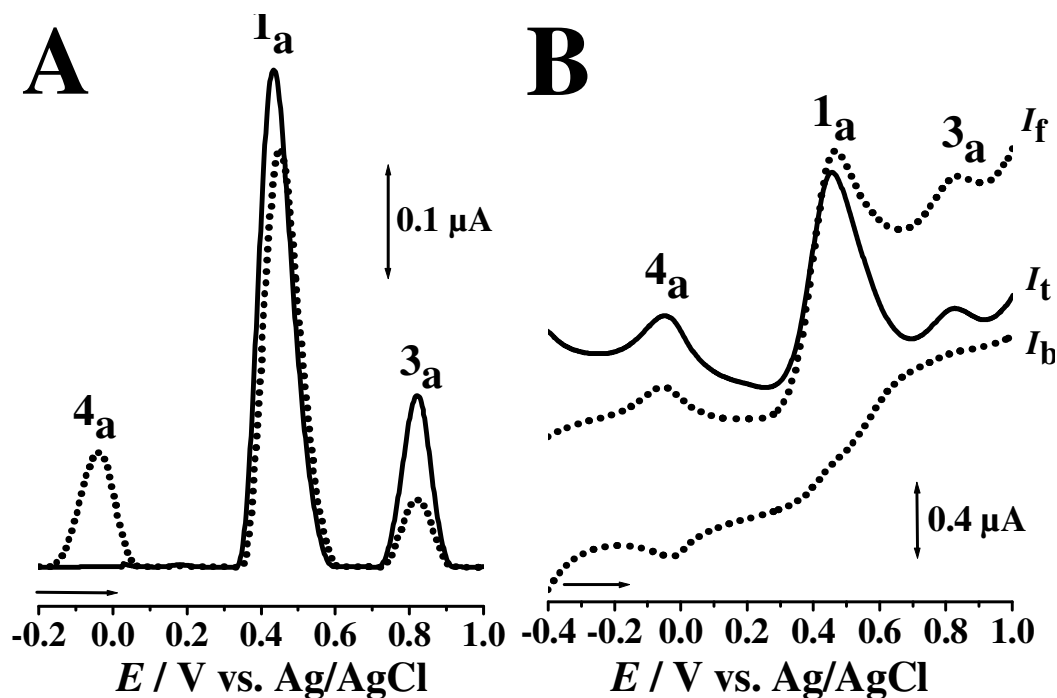 A
1a
0.1 µA
4a
3a
-0.2 0.0 0.2 0.4 0.6 0.8 1.0
E / V vs. Ag/AgCl
B
1a
3a
If
4a
It
Ib
0.4 µA
-0.4 -0.2 0.0 0.2 0.4 0.6 0.8 1.0
E / V vs. Ag/AgCl